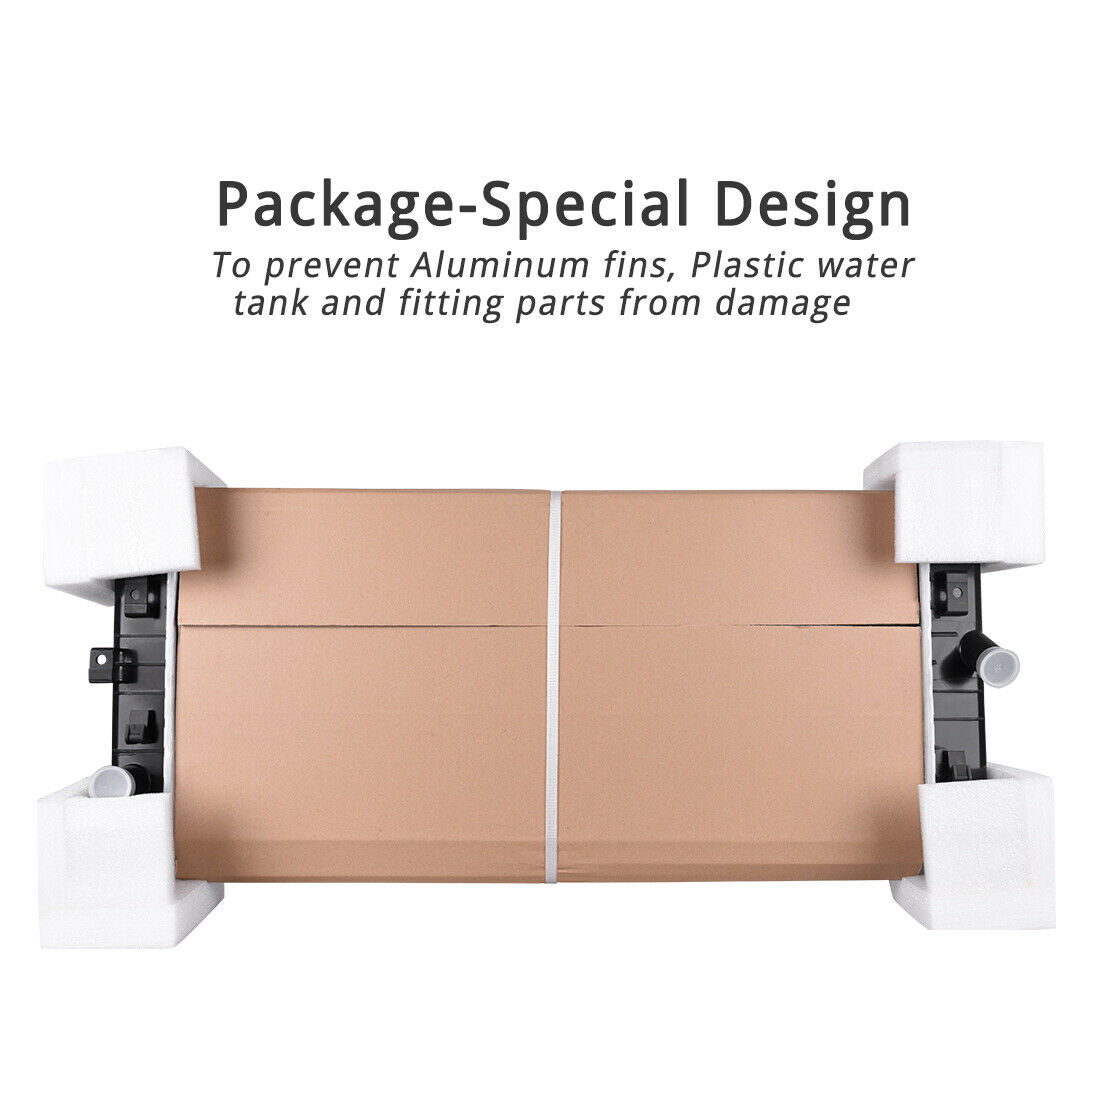 Package-Special Design
To prevent Aluminum fins, Plastic water
tank and fitting parts from damage